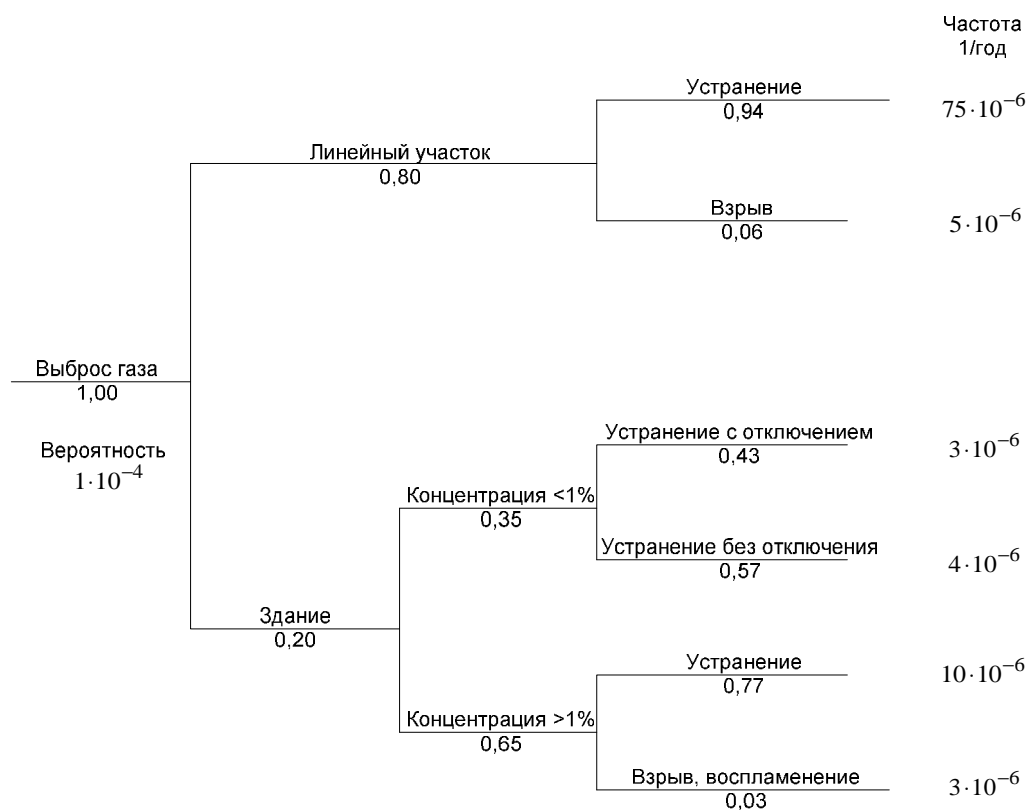 Частота
1/год
Устранение
0,94
75·10⁻⁶
Линейный участок
0,80
Взрыв
0,06
5·10⁻⁶
Выброс газа
1,00
Вероятность
1·10⁻⁴
Устранение с отключением
0,43
3·10⁻⁶
Концентрация <1%
0,35
Устранение без отключения
0,57
4·10⁻⁶
Здание
0,20
Устранение
0,77
10·10⁻⁶
Концентрация >1%
0,65
Взрыв, воспламенение
0,03
3·10⁻⁶